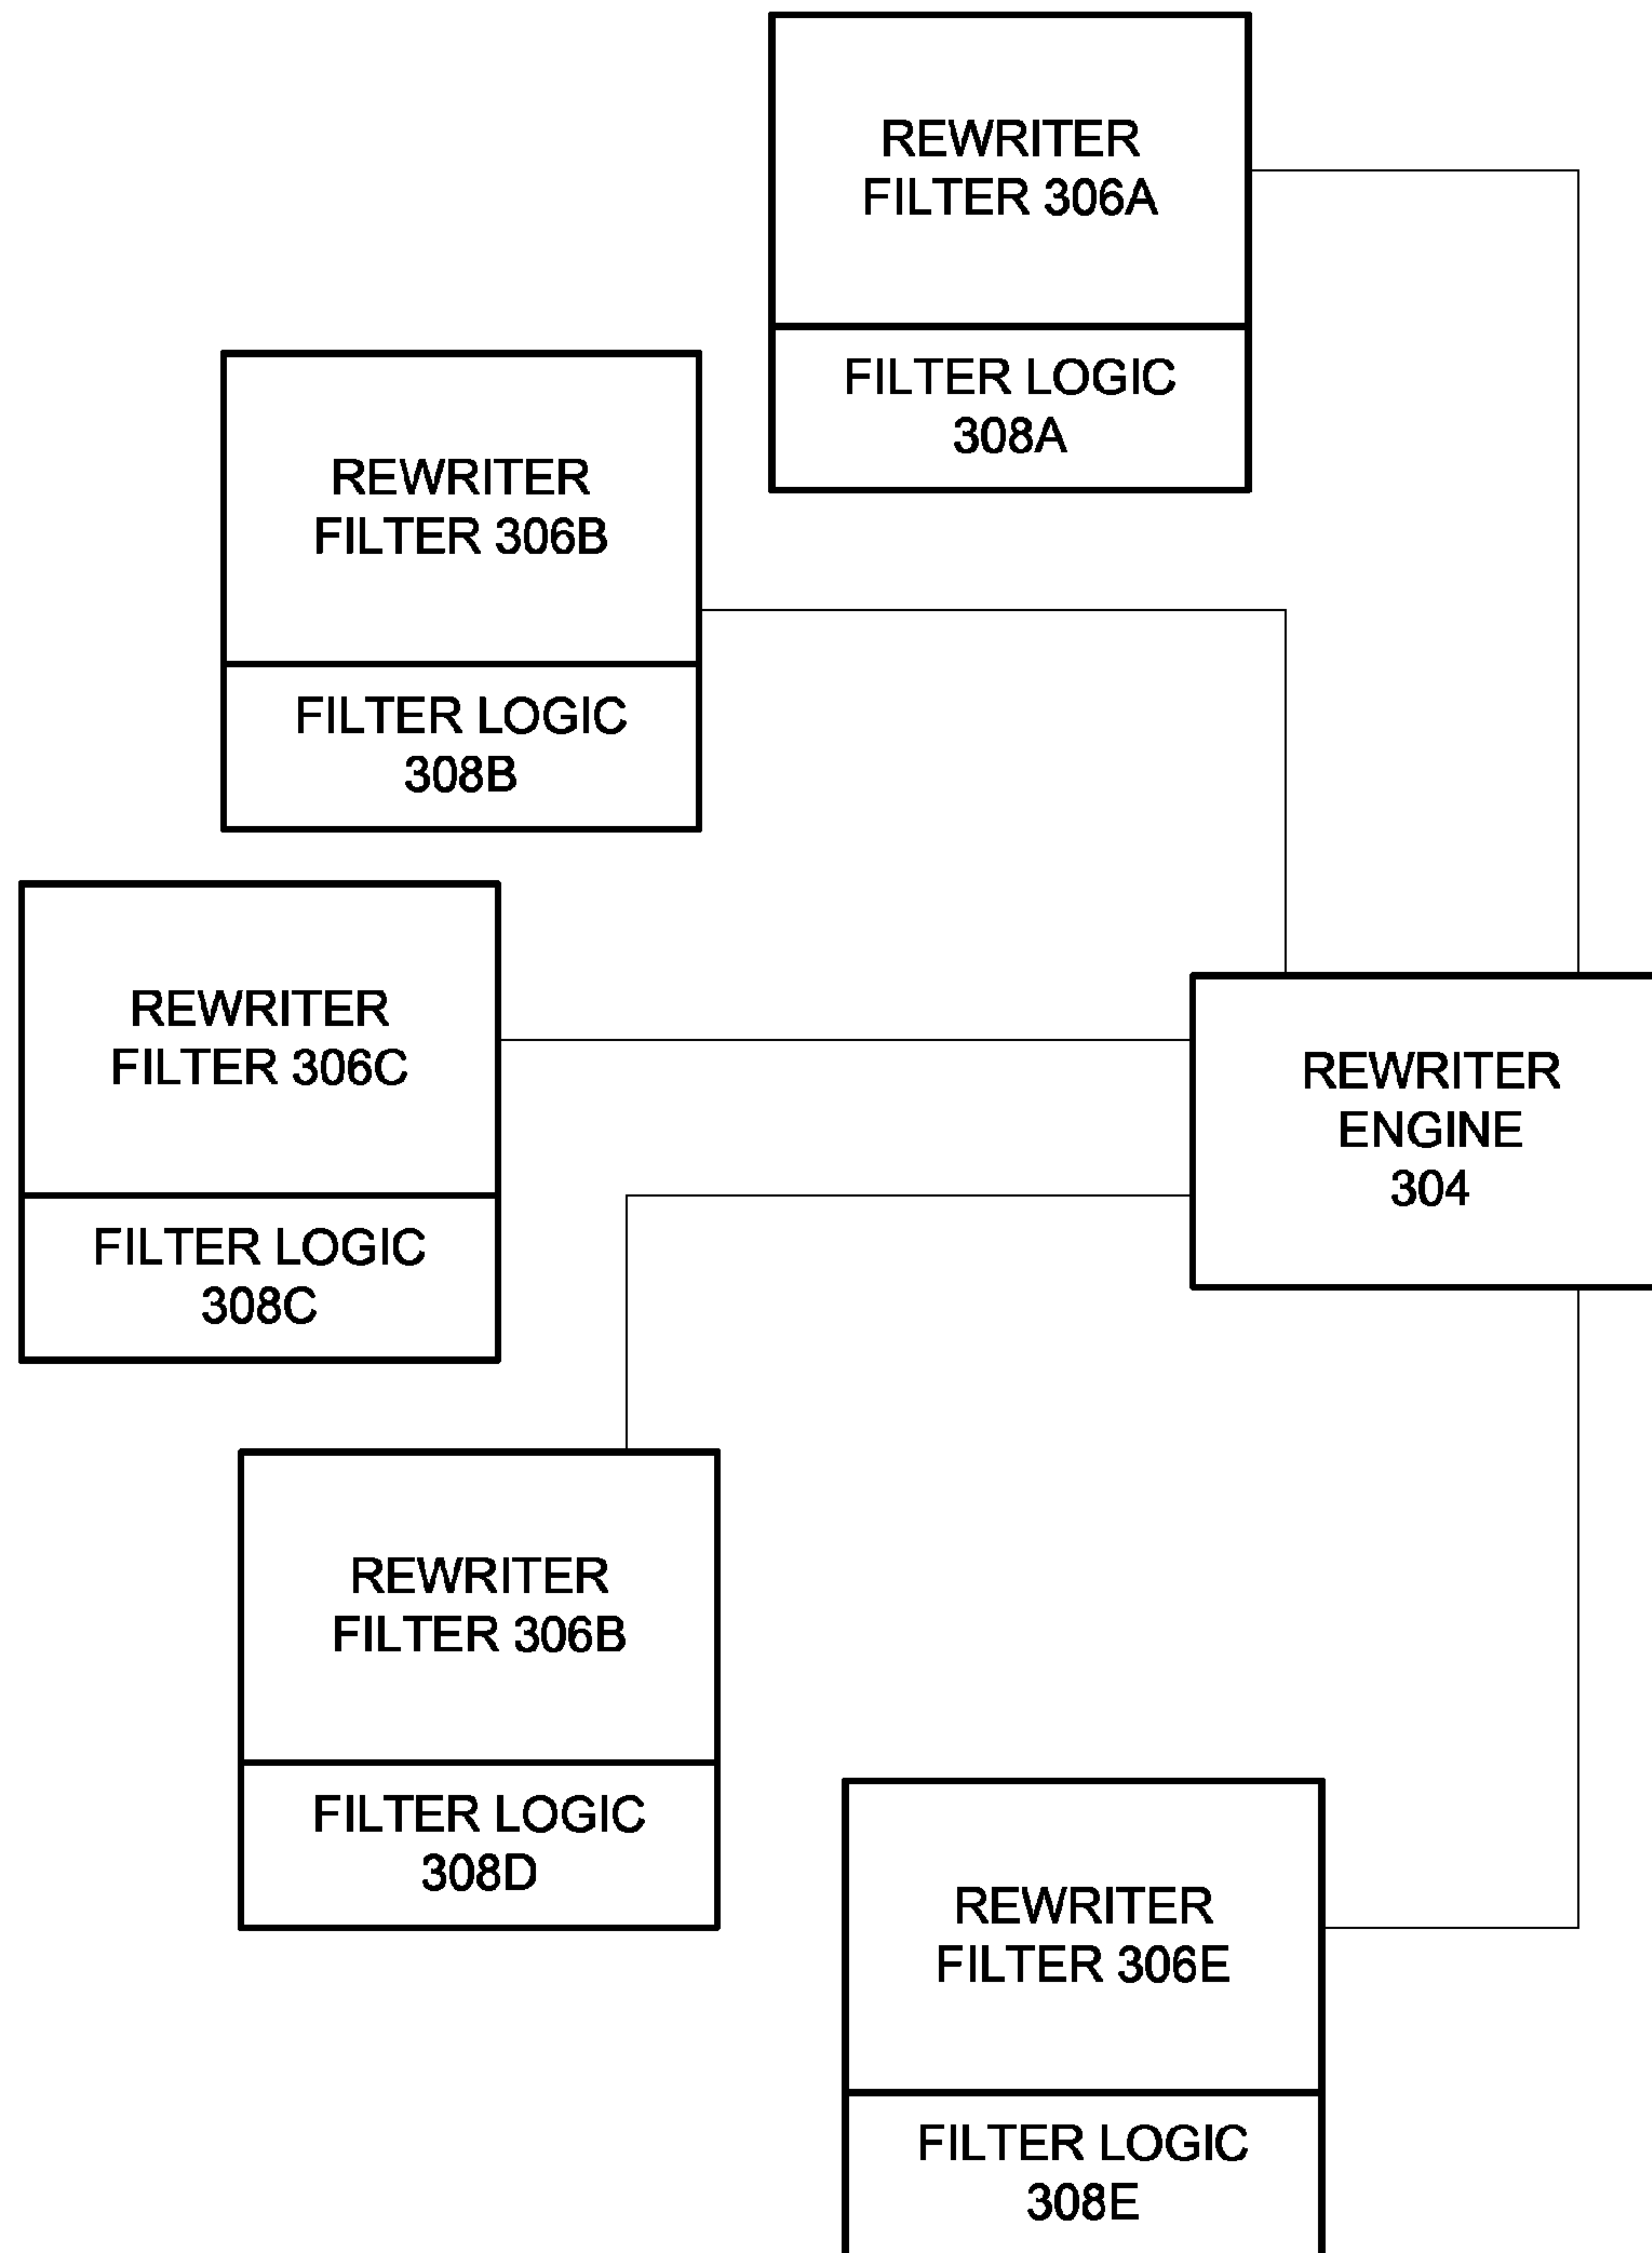 REWRITER
FILTER 306A
FILTER LOGIC
308A
REWRITER
FILTER 306B
FILTER LOGIC
308B
REWRITER
FILTER 306C
FILTER LOGIC
308C
REWRITER
ENGINE
304
REWRITER
FILTER 306B
FILTER LOGIC
308D
REWRITER
FILTER 306E
FILTER LOGIC
308E